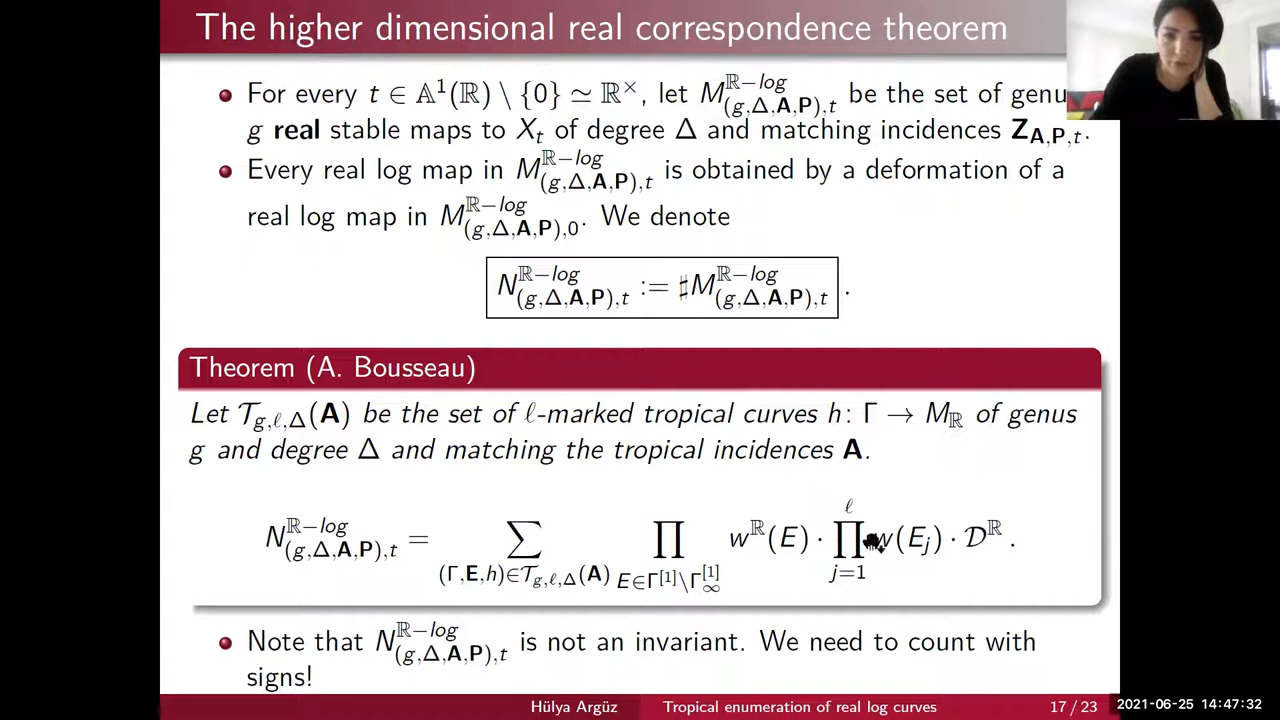 The higher dimensional real correspondence theorem
For every t ∈ 𝔸¹(ℝ) \ {0} ≃ ℝ^×, let M^{ℝ−log}_{(g,Δ,𝐀,𝐏),t} be the set of
g real stable maps to X_t of degree Δ and matching incidences 𝐙_{𝐀,𝐏,t}.
Every real log map in M^{ℝ−log}_{(g,Δ,𝐀,𝐏),t} is obtained by a deformation of a
real log map in M^{ℝ−log}_{(g,Δ,𝐀,𝐏),0}. We denote
N^{ℝ−log}_{(g,Δ,𝐀,𝐏),t} := ♯M^{ℝ−log}_{(g,Δ,𝐀,𝐏),t}.
Theorem (A. Bousseau)
Let 𝒯_{g,ℓ,Δ}(𝐀) be the set of ℓ-marked tropical curves h: Γ → M_ℝ of genus
g and degree Δ and matching the tropical incidences 𝐀.
N^{ℝ−log}_{(g,Δ,𝐀,𝐏),t} = ∑_{(Γ,𝐄,h)∈𝒯_{g,ℓ,Δ}(𝐀)} ∏_{E∈Γ^{[1]}\Γ^{[1]}_∞} w^ℝ(E) · ∏_{j=1}^{ℓ} w(E_j) · 𝒟^ℝ.
Note that N^{ℝ−log}_{(g,Δ,𝐀,𝐏),t} is not an invariant. We need to count with
signs!
Hülya Argüz Tropical enumeration of real log curves 17 / 23
2021-06-25 14:47:32